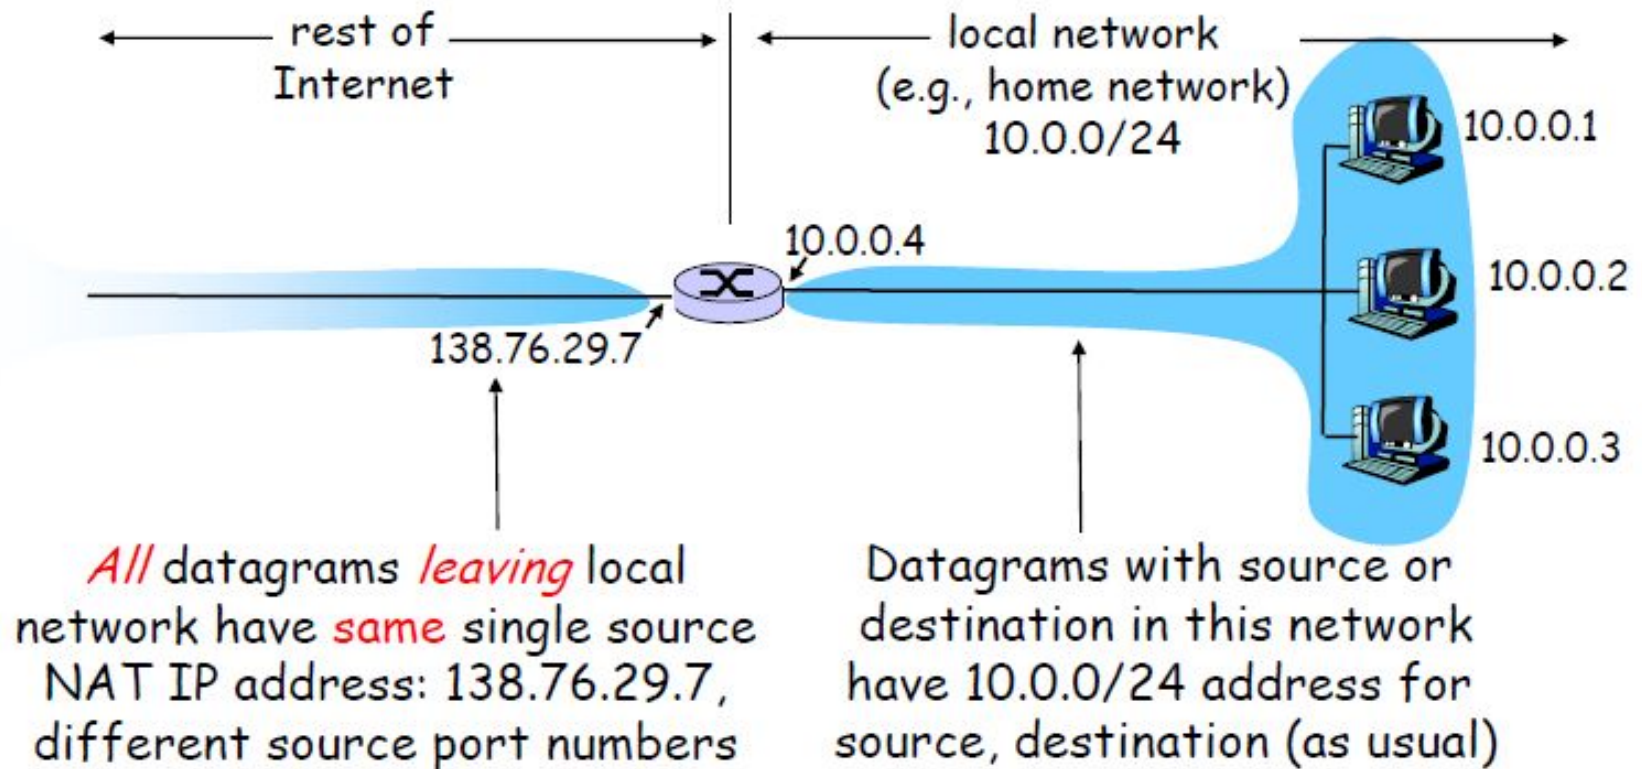 rest of
Internet
local network
(e.g., home network)
10.0.0/24
10.0.0.1
10.0.0.4
10.0.0.2
138.76.29.7
10.0.0.3
All datagrams leaving local
network have same single source
NAT IP address: 138.76.29.7,
different source port numbers
Datagrams with source or
destination in this network
have 10.0.0/24 address for
source, destination (as usual)